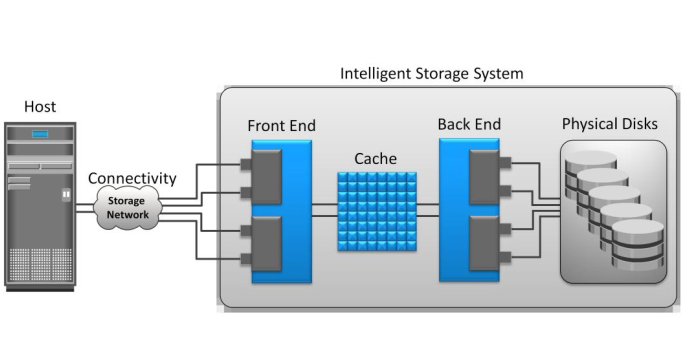 Intelligent Storage System
Host
Front End
Back End
Physical Disks
Cache
Connectivity
Storage
Network